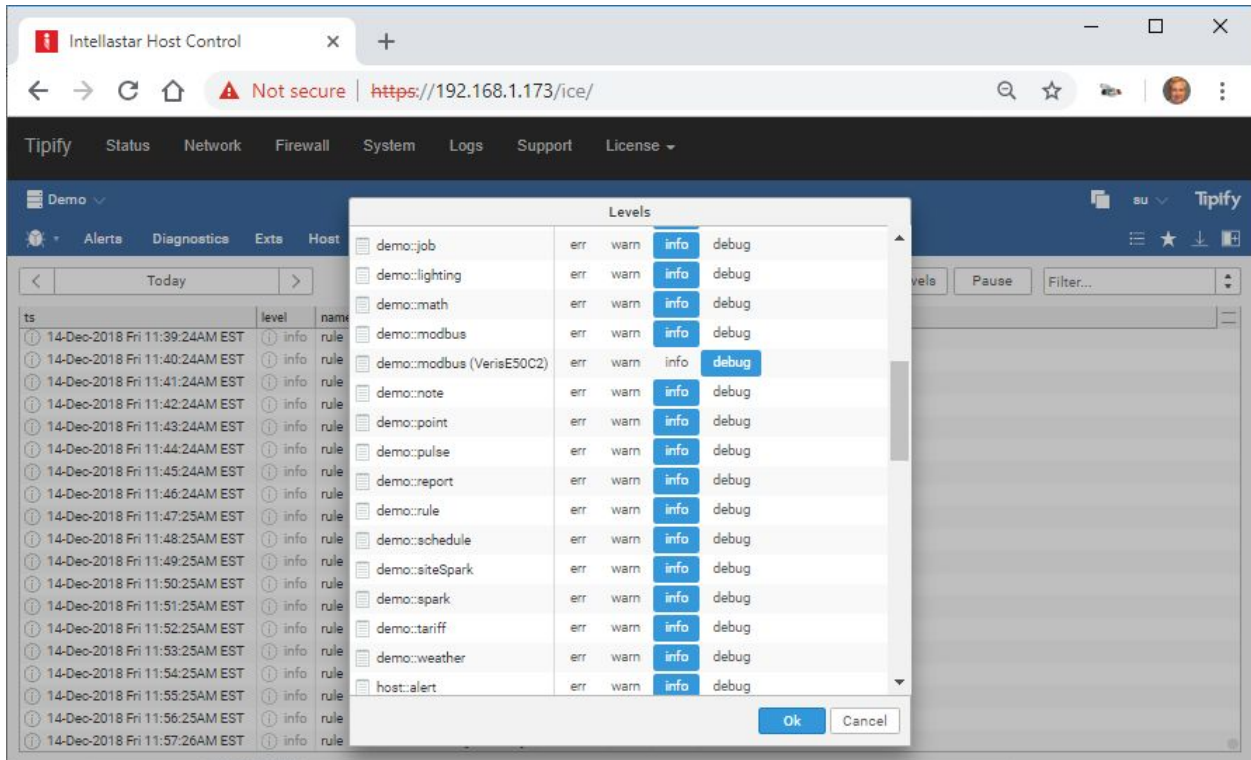 Intellastar Host Control
Not secure | https://192.168.1.173/ice/
Tipify Status Network Firewall System Logs Support License
Demo su Tipify
Alerts Diagnostics Exts Host
Today Pause Filter...
ts level name
14-Dec-2018 Fri 11:39:24AM EST info rule
14-Dec-2018 Fri 11:40:24AM EST info rule
14-Dec-2018 Fri 11:41:24AM EST info rule
14-Dec-2018 Fri 11:42:24AM EST info rule
14-Dec-2018 Fri 11:43:24AM EST info rule
14-Dec-2018 Fri 11:44:24AM EST info rule
14-Dec-2018 Fri 11:45:24AM EST info rule
14-Dec-2018 Fri 11:46:24AM EST info rule
14-Dec-2018 Fri 11:47:25AM EST info rule
14-Dec-2018 Fri 11:48:25AM EST info rule
14-Dec-2018 Fri 11:49:25AM EST info rule
14-Dec-2018 Fri 11:50:25AM EST info rule
14-Dec-2018 Fri 11:51:25AM EST info rule
14-Dec-2018 Fri 11:52:25AM EST info rule
14-Dec-2018 Fri 11:53:25AM EST info rule
14-Dec-2018 Fri 11:54:25AM EST info rule
14-Dec-2018 Fri 11:55:25AM EST info rule
14-Dec-2018 Fri 11:56:25AM EST info rule
14-Dec-2018 Fri 11:57:26AM EST info rule
Levels
demo::job err warn info debug
demo::lighting err warn info debug
demo::math err warn info debug
demo::modbus err warn info debug
demo::modbus (VerisE50C2) err warn info debug
demo::note err warn info debug
demo::point err warn info debug
demo::pulse err warn info debug
demo::report err warn info debug
demo::rule err warn info debug
demo::schedule err warn info debug
demo::siteSpark err warn info debug
demo::spark err warn info debug
demo::tariff err warn info debug
demo::weather err warn info debug
host::alert err warn info debug
Ok Cancel